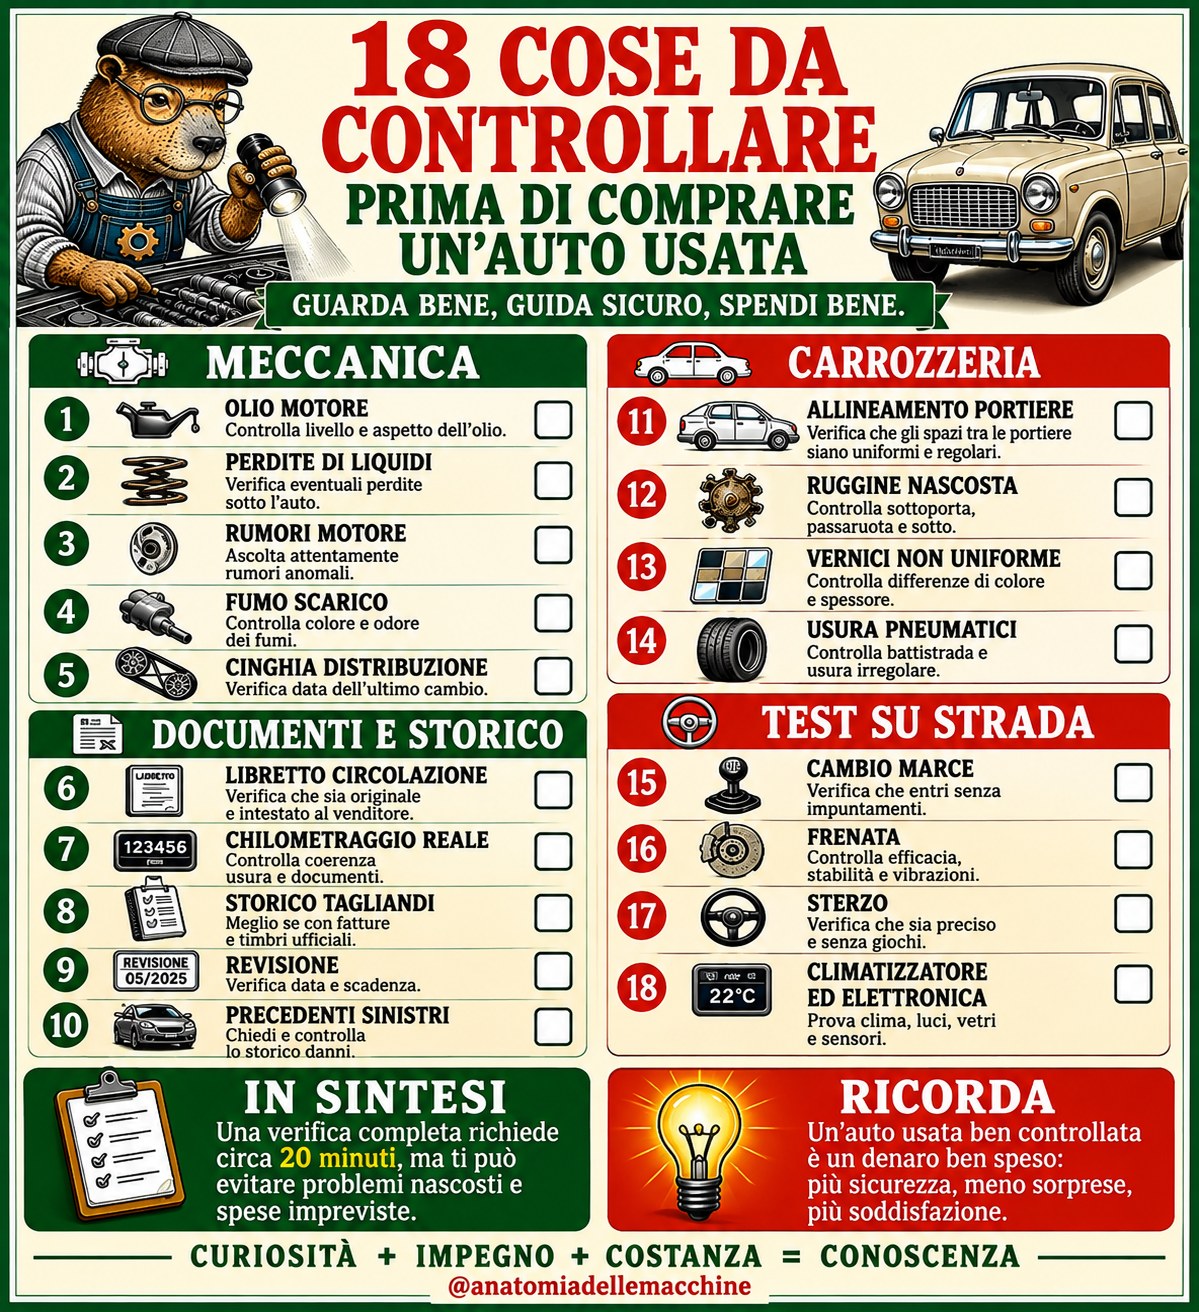 18 COSE DA
CONTROLLARE
PRIMA DI COMPRARE
UN'AUTO USATA
GUARDA BENE, GUIDA SICURO, SPENDI BENE.
MECCANICA
1
OLIO MOTORE
Controlla livello e aspetto dell'olio.
2
PERDITE DI LIQUIDI
Verifica eventuali perdite
sotto l'auto.
3
RUMORI MOTORE
Ascolta attentamente
rumori anomali.
4
FUMO SCARICO
Controlla colore e odore
dei fumi.
5
CINGHIA DISTRIBUZIONE
Verifica data dell'ultimo cambio.
DOCUMENTI E STORICO
6
LIBRETTO CIRCOLAZIONE
Verifica che sia originale
e intestato al venditore.
7
123456
CHILOMETRAGGIO REALE
Controlla coerenza
usura e documenti.
8
STORICO TAGLIANDI
Meglio se con fatture
e timbri ufficiali.
9
REVISIONE
05/2025
REVISIONE
Verifica data e scadenza.
10
PRECEDENTI SINISTRI
Chiedi e controlla
lo storico danni.
CARROZZERIA
11
ALLINEAMENTO PORTIERE
Verifica che gli spazi tra le portiere
siano uniformi e regolari.
12
RUGGINE NASCOSTA
Controlla sottoporta,
passaruota e sotto.
13
VERNICI NON UNIFORME
Controlla differenze di colore
e spessore.
14
USURA PNEUMATICI
Controlla battistrada e
usura irregolare.
TEST SU STRADA
15
CAMBIO MARCE
Verifica che entri senza
impuntamenti.
16
FRENATA
Controlla efficacia,
stabilità e vibrazioni.
17
STERZO
Verifica che sia preciso
e senza giochi.
18
22°C
CLIMATIZZATORE
ED ELETTRONICA
Prova clima, luci, vetri
e sensori.
IN SINTESI
Una verifica completa richiede
circa 20 minuti, ma ti può
evitare problemi nascosti e
spese impreviste.
RICORDA
Un'auto usata ben controllata
è un denaro ben speso:
più sicurezza, meno sorprese,
più soddisfazione.
CURIOSITÀ + IMPEGNO + COSTANZA = CONOSCENZA
@anatomiadellemacchine